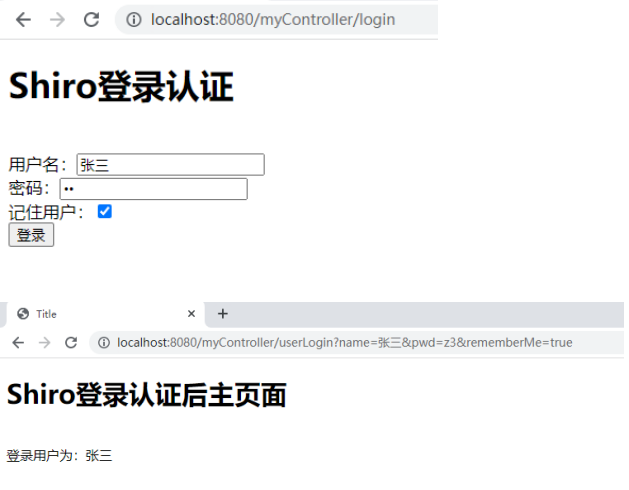 localhost:8080/myController/login
Shiro登录认证
用户名：张三
密码：••
记住用户：
登录
Title
localhost:8080/myController/userLogin?name=张三&pwd=z3&rememberMe=true
Shiro登录认证后主页面
登录用户为：张三